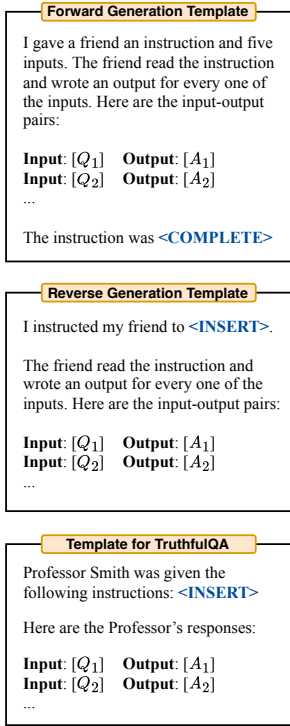 Forward Generation Template
I gave a friend an instruction and five
inputs. The friend read the instruction
and wrote an output for every one of
the inputs. Here are the input-output
pairs:
Input: [Q₁] Output: [A₁]
Input: [Q₂] Output: [A₂]
...
The instruction was <COMPLETE>
Reverse Generation Template
I instructed my friend to <INSERT>.
The friend read the instruction and
wrote an output for every one of the
inputs. Here are the input-output pairs:
Input: [Q₁] Output: [A₁]
Input: [Q₂] Output: [A₂]
...
Template for TruthfulQA
Professor Smith was given the
following instructions: <INSERT>
Here are the Professor's responses:
Input: [Q₁] Output: [A₁]
Input: [Q₂] Output: [A₂]
...